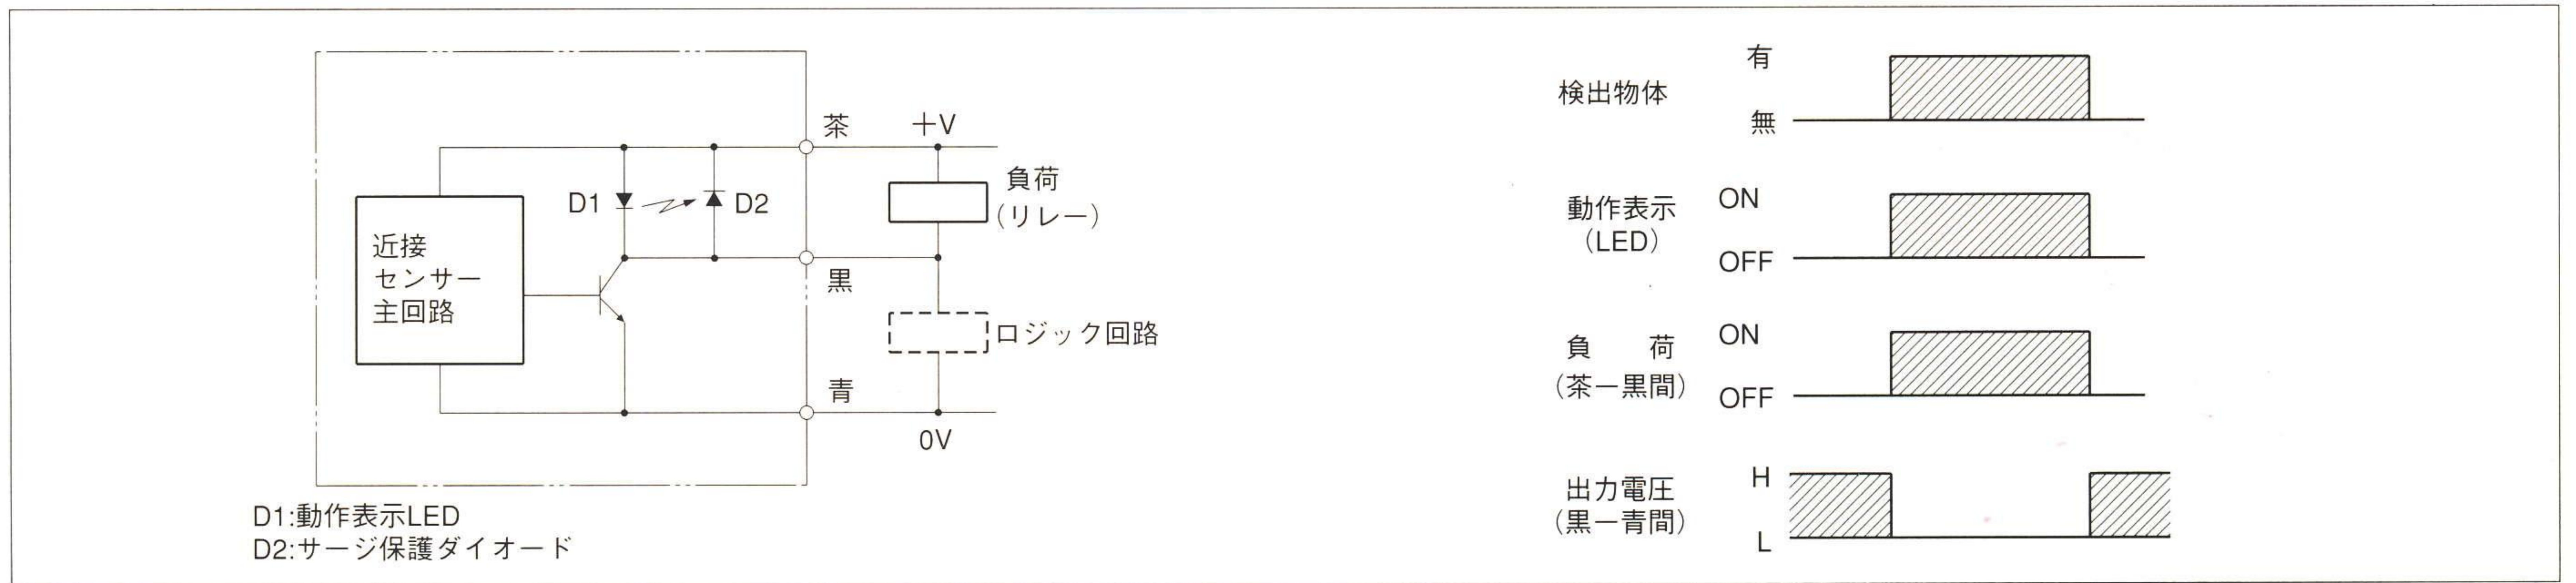 茶
+V
負荷
(リレー)
D1
D2
近接
センサー
主回路
黒
ロジック回路
青
0V
D1:動作表示LED
D2:サージ保護ダイオード
検出物体
有
無
動作表示
(LED)
ON
OFF
負 荷
(茶ー黒間)
ON
OFF
出力電圧
(黒ー青間)
H
L